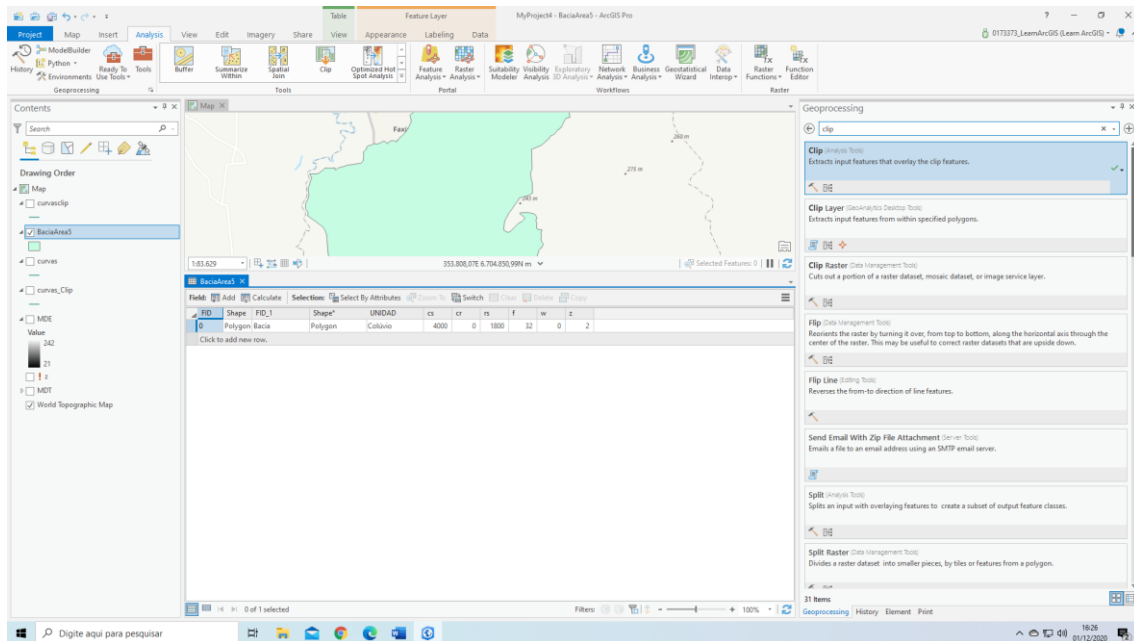 Table
Feature Layer
MyProject4 - BaciaArea5 - ArcGIS Pro
Project Map Insert Analysis View Edit Imagery Share View Appearance Labeling Data
0173373_LearnArcGIS (Learn ArcGIS)
History
ModelBuilder
Python
Environments
Ready To Use Tools
Tools
Geoprocessing
Buffer
Summarize Within
Spatial Join
Clip
Optimized Hot Spot Analysis
Tools
Feature Analysis
Raster Analysis
Portal
Suitability Modeler
Visibility Analysis
Exploratory 3D Analysis
Network Analysis
Business Analysis
Geostatistical Wizard
Data Interop
Workflows
Raster Functions
Function Editor
Raster
Contents
Search
Drawing Order
Map
curvasclip
BaciaArea5
curvas
curvas_Clip
MDE
Value
242
21
z
MDT
World Topographic Map
Map
Faxi
260 m
275 m
1:63.629
353.808,07E 6.704.850,99N m
Selected Features: 0
BaciaArea5
Field: Add Calculate Selection: Select By Attributes Zoom To Switch Clear Delete Copy
FID Shape FID_1 Shape* UNIDAD cs cr rs f w z
0 Polygon Bacia Polygon Colúvio 4000 0 1800 32 0 2
Click to add new row.
0 of 1 selected
Filters:
100%
Geoprocessing
clip
Clip (Analysis Tools)
Extracts input features that overlay the clip features.
Clip Layer (GeoAnalytics Desktop Tools)
Extracts input features from within specified polygons.
Clip Raster (Data Management Tools)
Cuts out a portion of a raster dataset, mosaic dataset, or image service layer.
Flip (Data Management Tools)
Reorients the raster by turning it over, from top to bottom, along the horizontal axis through the
center of the raster. This may be useful to correct raster datasets that are upside down.
Flip Line (Editing Tools)
Reverses the from-to direction of line features.
Send Email With Zip File Attachment (Server Tools)
Emails a file to an email address using an SMTP email server.
Split (Analysis Tools)
Splits an input with overlaying features to create a subset of output feature classes.
Split Raster (Data Management Tools)
Divides a raster dataset into smaller pieces, by tiles or features from a polygon.
31 Items
Geoprocessing History Element Print
Digite aqui para pesquisar
16:26
01/12/2020